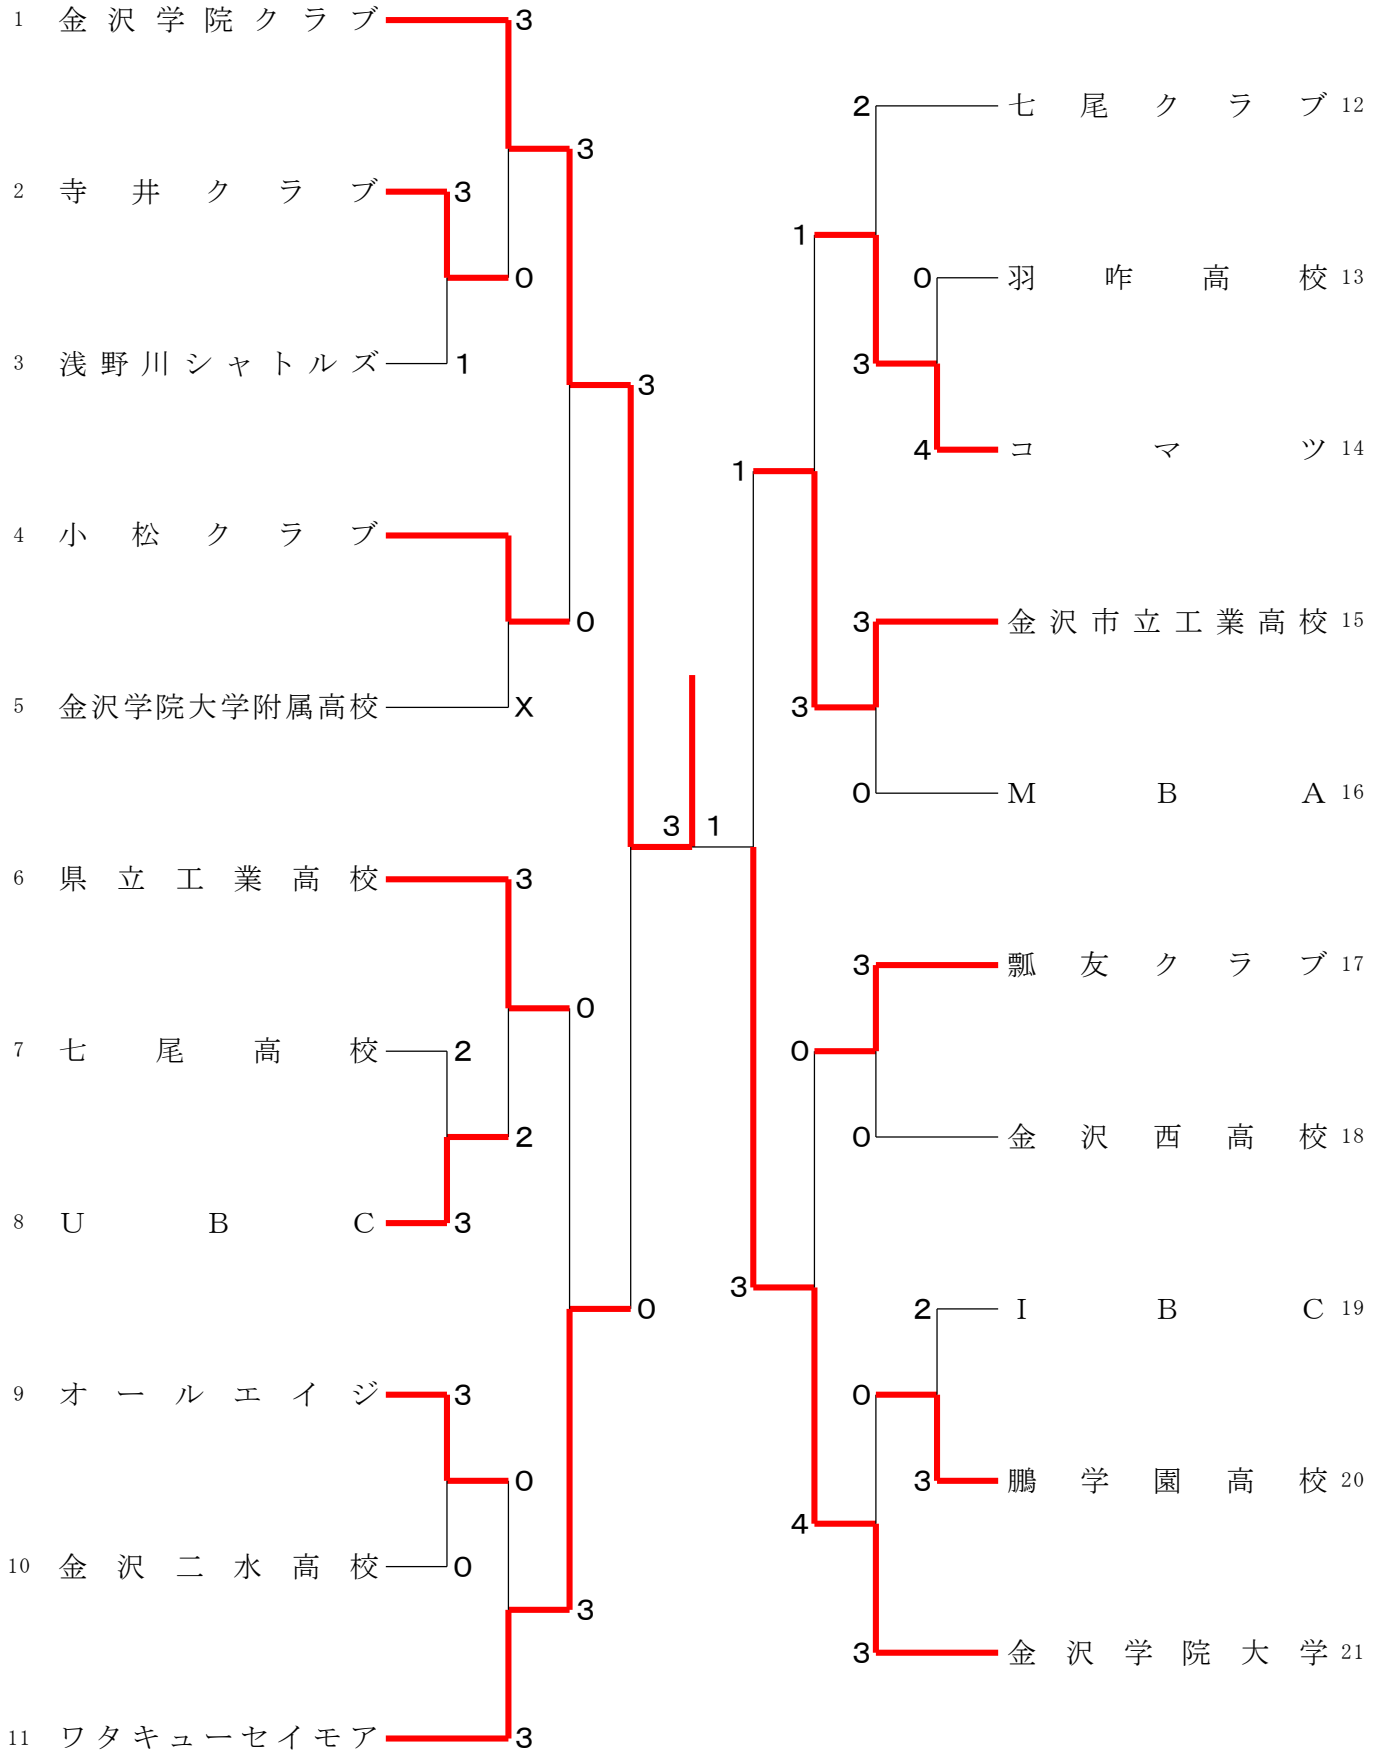 1 金沢学院クラブ 3
2 七尾クラブ 12
3
2 寺井クラブ 3
1
0 0 羽咋高校 13
3 浅野川シャトルズ 1 3
3
1 4 コマツ 14
4 小松クラブ
0 3 金沢市立工業高校 15
5 金沢学院大学附属高校 X 3
0 MBA 16
3 1
6 県立工業高校 3
3 瓢友クラブ 17
0
7 七尾高校 2 0
2 0 金沢西高校 18
8 UBC 3
3
0 2 IBC 19
9 オールエイジ 3 0
0 3 鵬学園高校 20
4
10 金沢二水高校 0
3
3 金沢学院大学 21
11 ワタキューセイモア 3